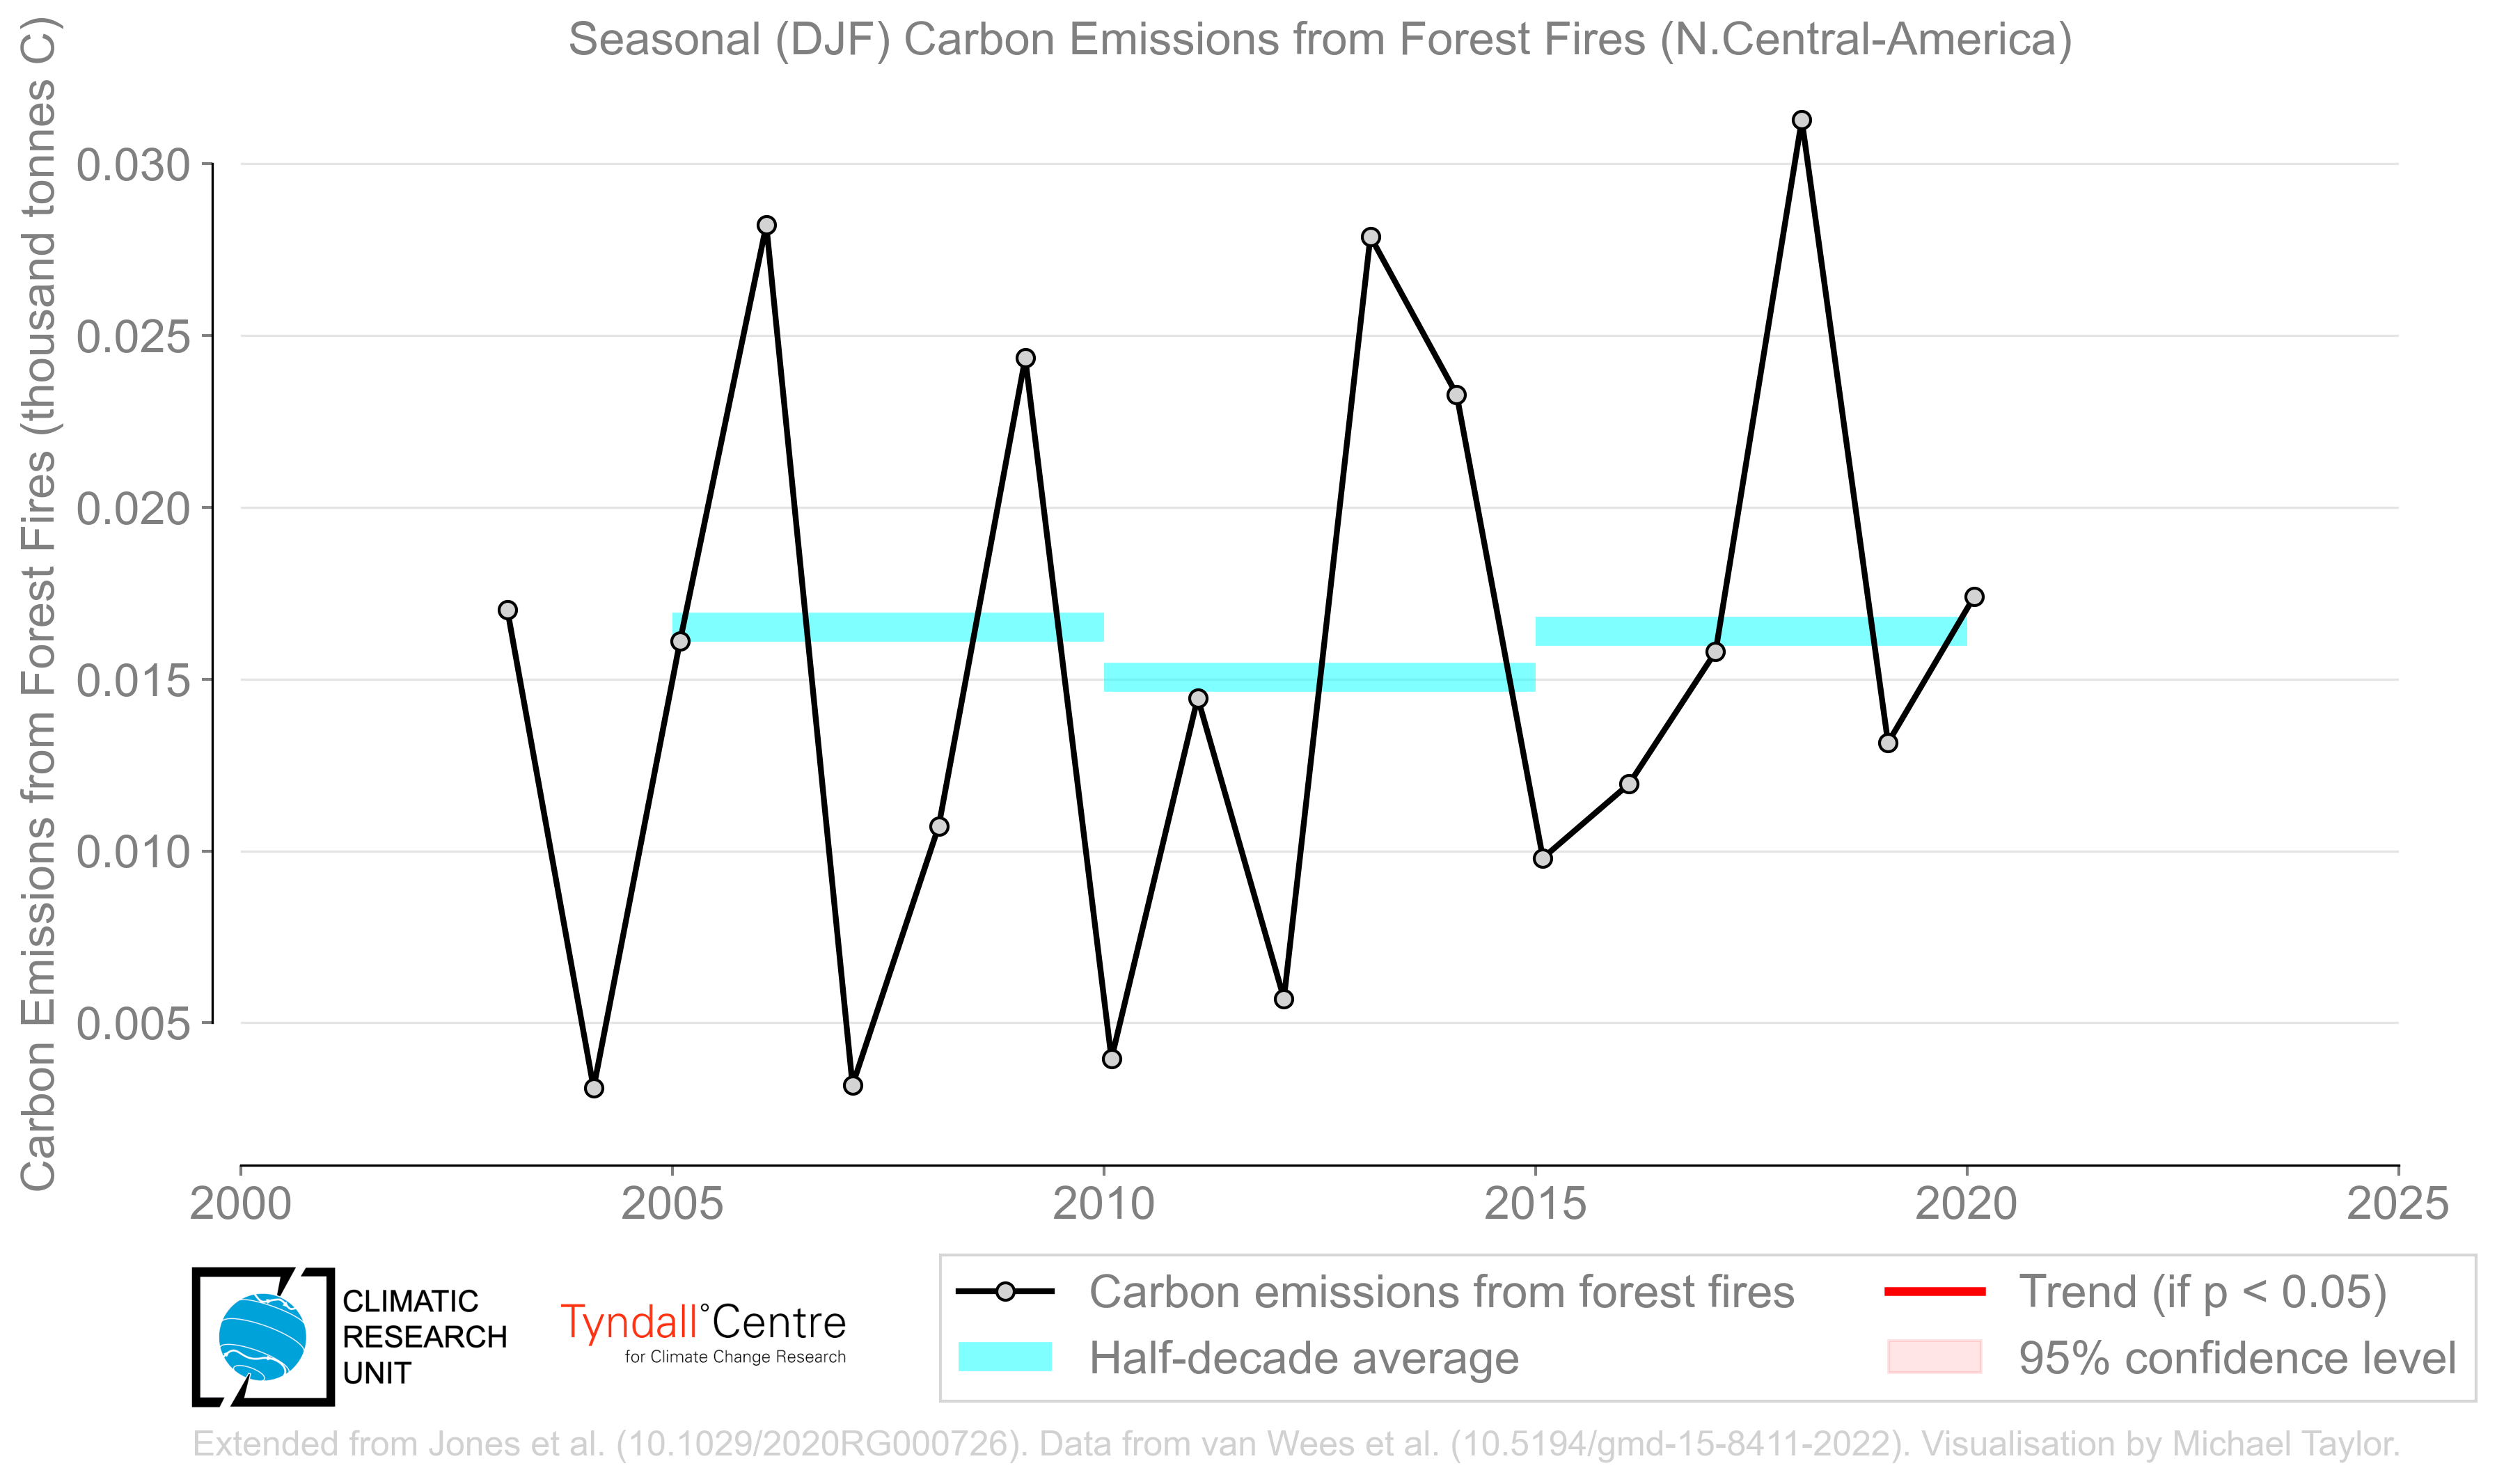 Seasonal (DJF) Carbon Emissions from Forest Fires (N.Central-America)
Carbon Emissions from Forest Fires (thousand tonnes C)
0.030
0.025
0.020
0.015
0.010
0.005
2000 2005 2010 2015 2020 2025
CLIMATIC
RESEARCH
UNIT
Tyndall°Centre
for Climate Change Research
Carbon emissions from forest fires
Half-decade average
Trend (if p < 0.05)
95% confidence level
Extended from Jones et al. (10.1029/2020RG000726). Data from van Wees et al. (10.5194/gmd-15-8411-2022). Visualisation by Michael Taylor.